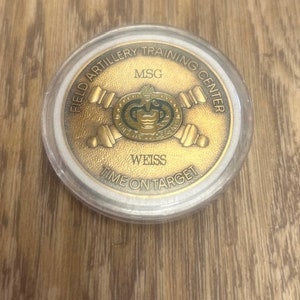 FIELD ARTILLERY TRAINING CENTER
MSG
WEISS
TIME ON TARGET